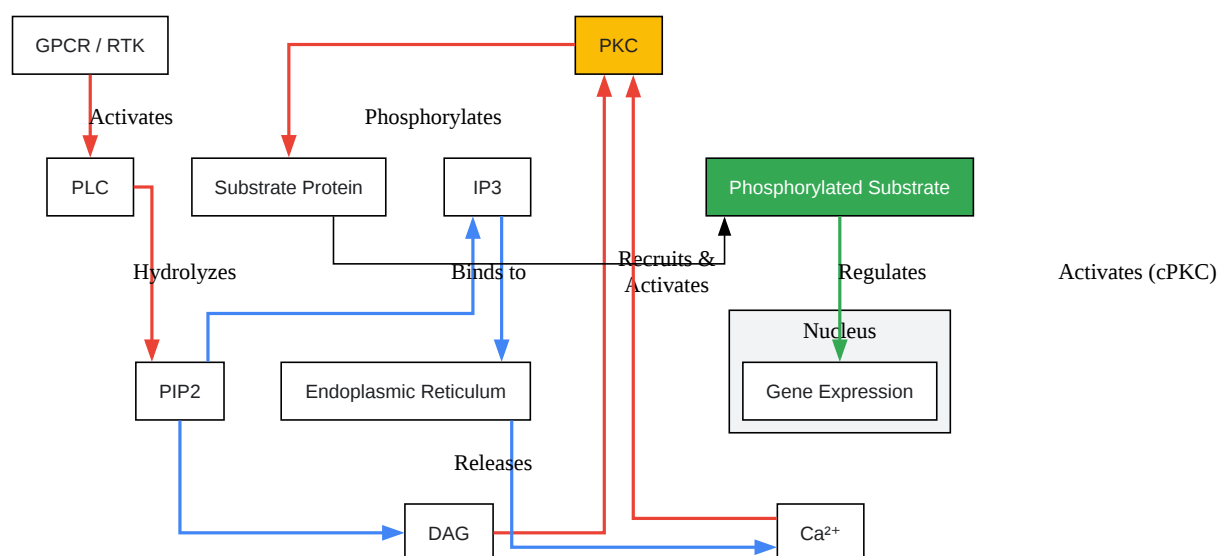 GPCR / RTK
PKC
Activates
Phosphorylates
PLC
Substrate Protein
IP3
Phosphorylated Substrate
Hydrolyzes
Binds to
Recruits &
Activates
Regulates
Activates (cPKC)
Nucleus
PIP2
Endoplasmic Reticulum
Gene Expression
Releases
DAG
Ca²⁺